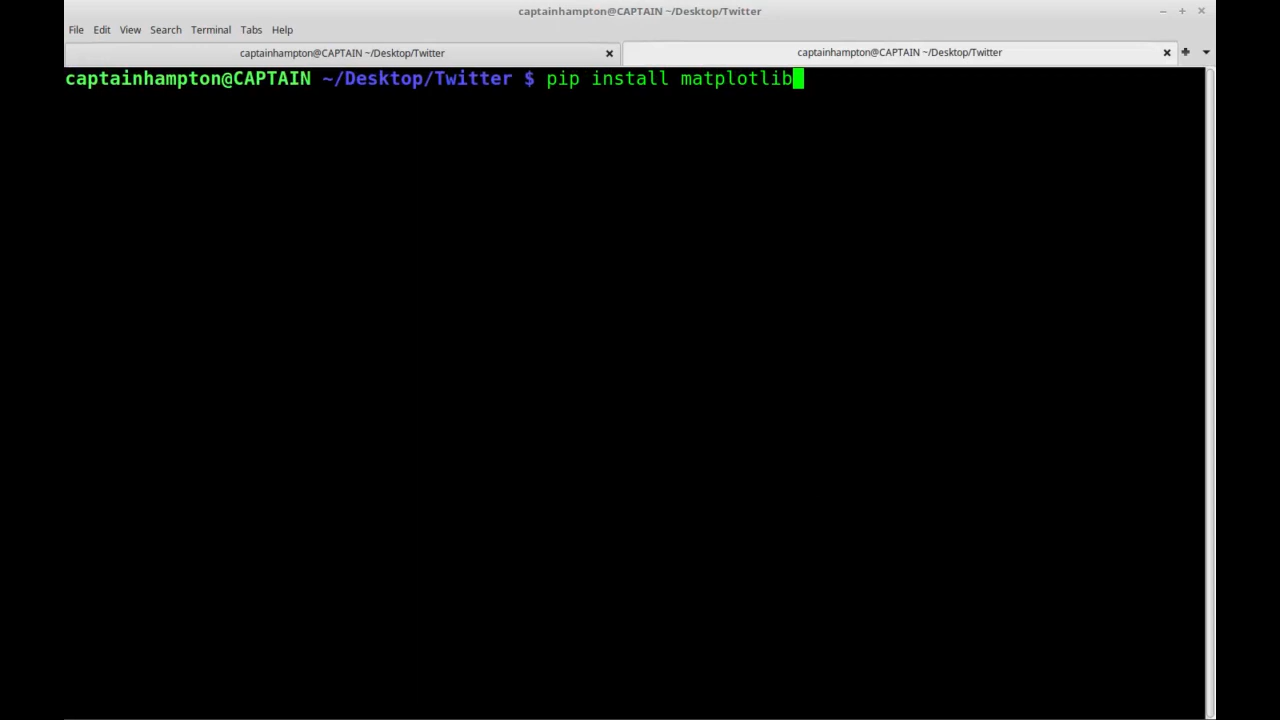 captainhampton@CAPTAIN ~/Desktop/Twitter
File Edit View Search Terminal Tabs Help
captainhampton@CAPTAIN ~/Desktop/Twitter captainhampton@CAPTAIN ~/Desktop/Twitter
captainhampton@CAPTAIN ~/Desktop/Twitter $ pip install matplotlib